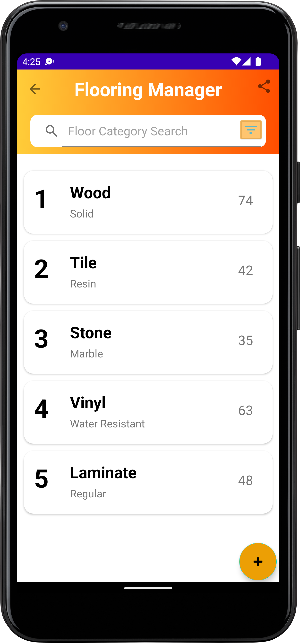 4:25
Flooring Manager
Floor Category Search
1 Wood 74
Solid
2 Tile 42
Resin
3 Stone 35
Marble
4 Vinyl 63
Water Resistant
5 Laminate 48
Regular
+